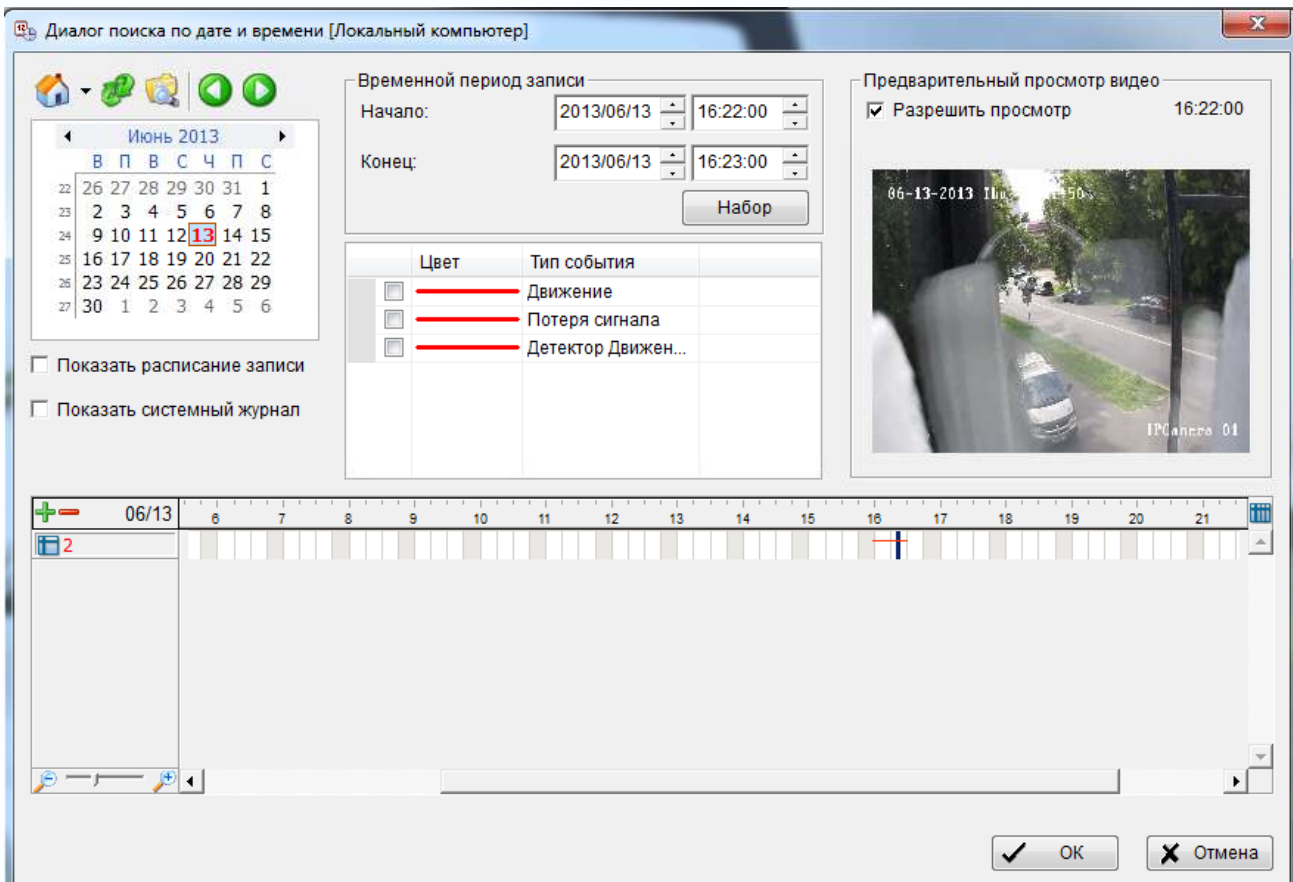 Диалог поиска по дате и времени [Локальный компьютер]
Июнь 2013
В П В С Ч П С
22 26 27 28 29 30 31 1
23 2 3 4 5 6 7 8
24 9 10 11 12 13 14 15
25 16 17 18 19 20 21 22
26 23 24 25 26 27 28 29
27 30 1 2 3 4 5 6
Показать расписание записи
Показать системный журнал
Временной период записи
Начало: 2013/06/13 16:22:00
Конец: 2013/06/13 16:23:00
Набор
Цвет Тип события
Движение
Потеря сигнала
Детектор Движен...
Предварительный просмотр видео
Разрешить просмотр 16:22:00
06-13-2013
01
06/13 6 7 8 9 10 11 12 13 14 15 16 17 18 19 20 21
2
ОК
Отмена